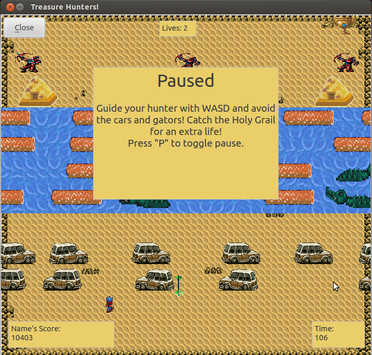 Treasure Hunters!
Close
Lives: 2
Paused
Guide your hunter with WASD and avoid
the cars and gators! Catch the Holy Grail
for an extra life!
Press "P" to toggle pause.
Name's Score:
10403
Time:
106